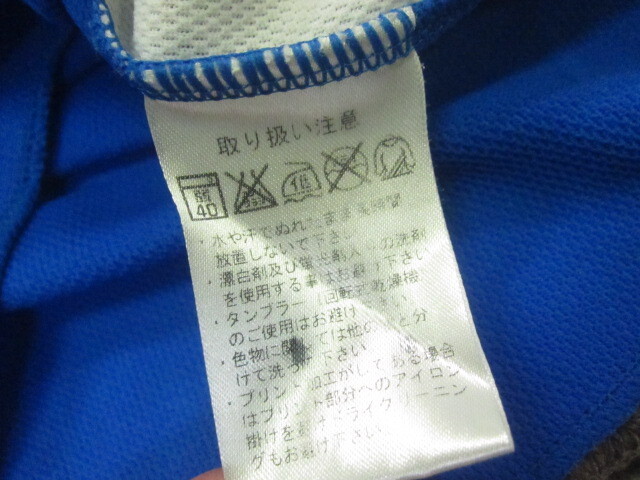 取り扱い注意
弱 40
低
・水や汗でぬれたまま長時間
放置しないで下さい
・漂白剤及び蛍光剤入りの洗剤
を使用する事はお避け下さい
・タンブラー 回転式乾燥機
のご使用はお避け下さい
・色物に関しては他の と分
けて洗って下さい
・プリント加工がしてある場合
はプリント部分へのアイロン
掛けを ドライクリーニン
グもお避け下さい